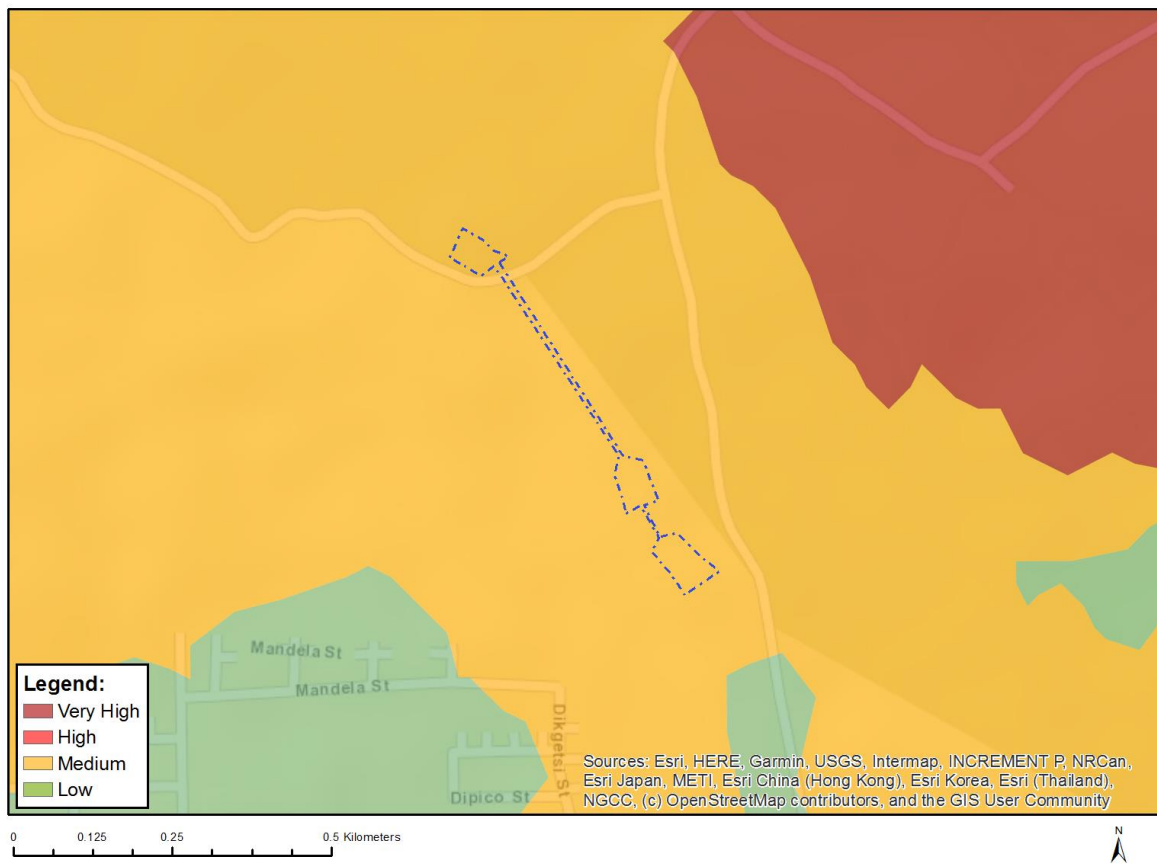 Mandela St
Mandela St
Dikgetsi St
Dipico St
Legend:
Very High
High
Medium
Low
Sources: Esri, HERE, Garmin, USGS, Intermap, INCREMENT P, NRCan,
Esri Japan, METI, Esri China (Hong Kong), Esri Korea, Esri (Thailand),
NGCC, (c) OpenStreetMap contributors, and the GIS User Community
0 0.125 0.25 0.5 Kilometers
N